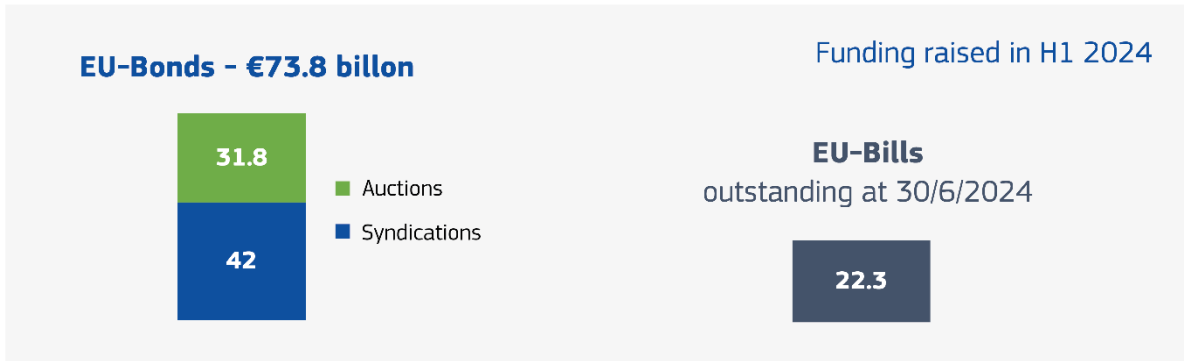 EU-Bonds - €73.8 billon
Funding raised in H1 2024
31.8
42
Auctions
Syndications
EU-Bills
outstanding at 30/6/2024
22.3